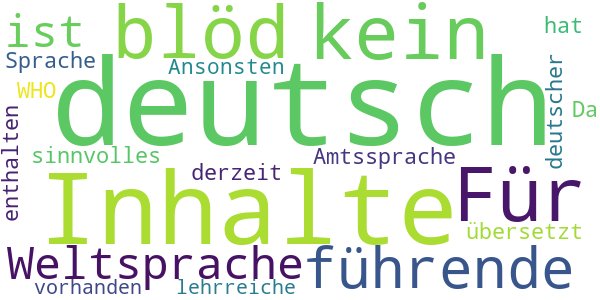 ist blöd kein hat
Sprache Ansonsten
WHO deutsch deutscher Da
enthalten sinnvolles derzeit Amtssprache
Inhalte Für
übersetzt
Weltsprache führende
vorhanden lehrreiche